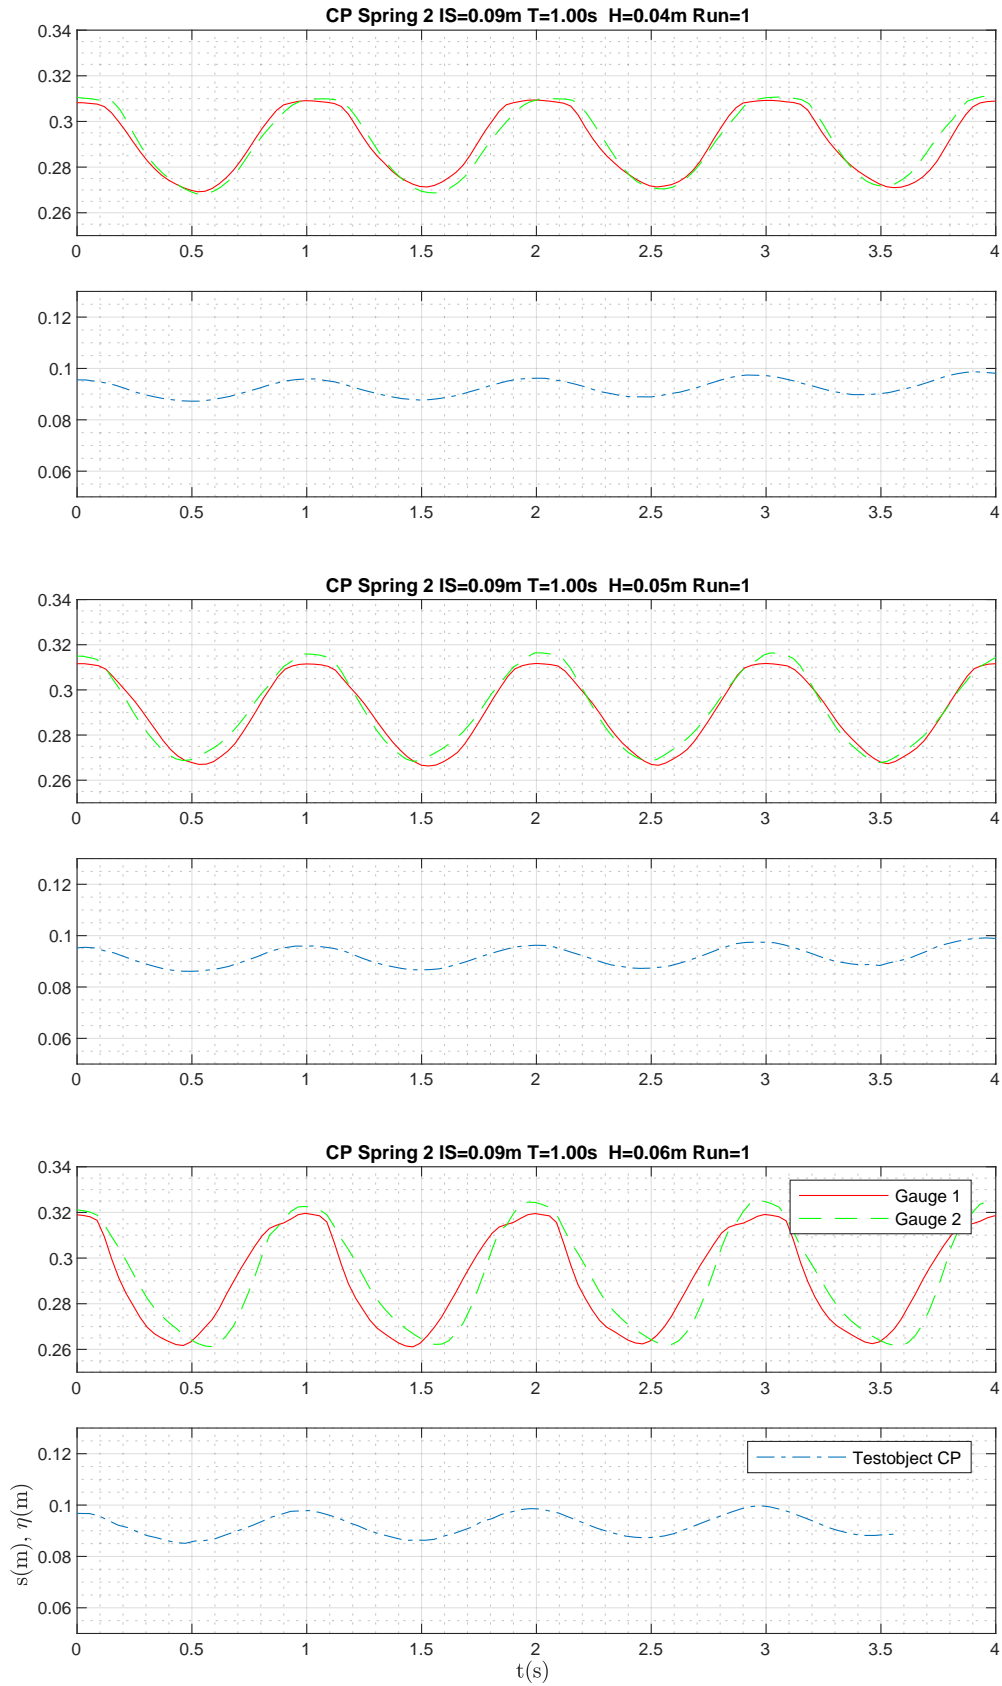 CP Spring 2 IS=0.09m T=1.00s  H=0.04m Run=1
0.34
0.32
0.3
0.28
0.26
0 0.5 1 1.5 2 2.5 3 3.5 4
0.12
0.1
0.08
0.06
0 0.5 1 1.5 2 2.5 3 3.5 4
CP Spring 2 IS=0.09m T=1.00s  H=0.05m Run=1
0.34
0.32
0.3
0.28
0.26
0 0.5 1 1.5 2 2.5 3 3.5 4
0.12
0.1
0.08
0.06
0 0.5 1 1.5 2 2.5 3 3.5 4
CP Spring 2 IS=0.09m T=1.00s  H=0.06m Run=1
0.34
Gauge 1
0.32
Gauge 2
0.3
0.28
0.26
0 0.5 1 1.5 2 2.5 3 3.5 4
0.12
Testobject CP
0.1
0.08
0.06
s(m), η(m)
0 0.5 1 1.5 2 2.5 3 3.5 4
t(s)